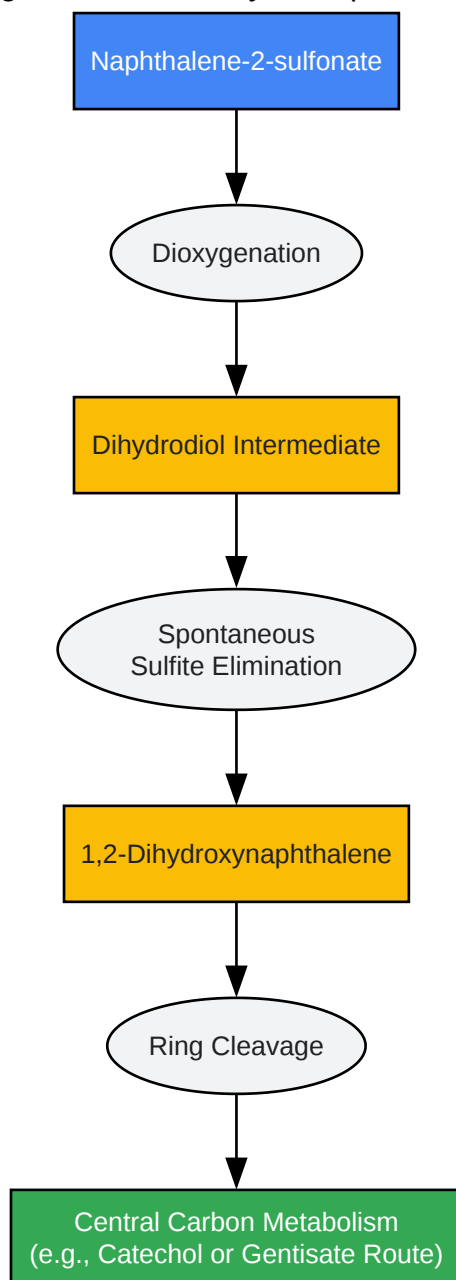 Naphthalene-2-sulfonate
Dioxygenation
Dihydrodiol Intermediate
Spontaneous
Sulfite Elimination
1,2-Dihydroxynaphthalene
Ring Cleavage
Central Carbon Metabolism
(e.g., Catechol or Gentisate Route)